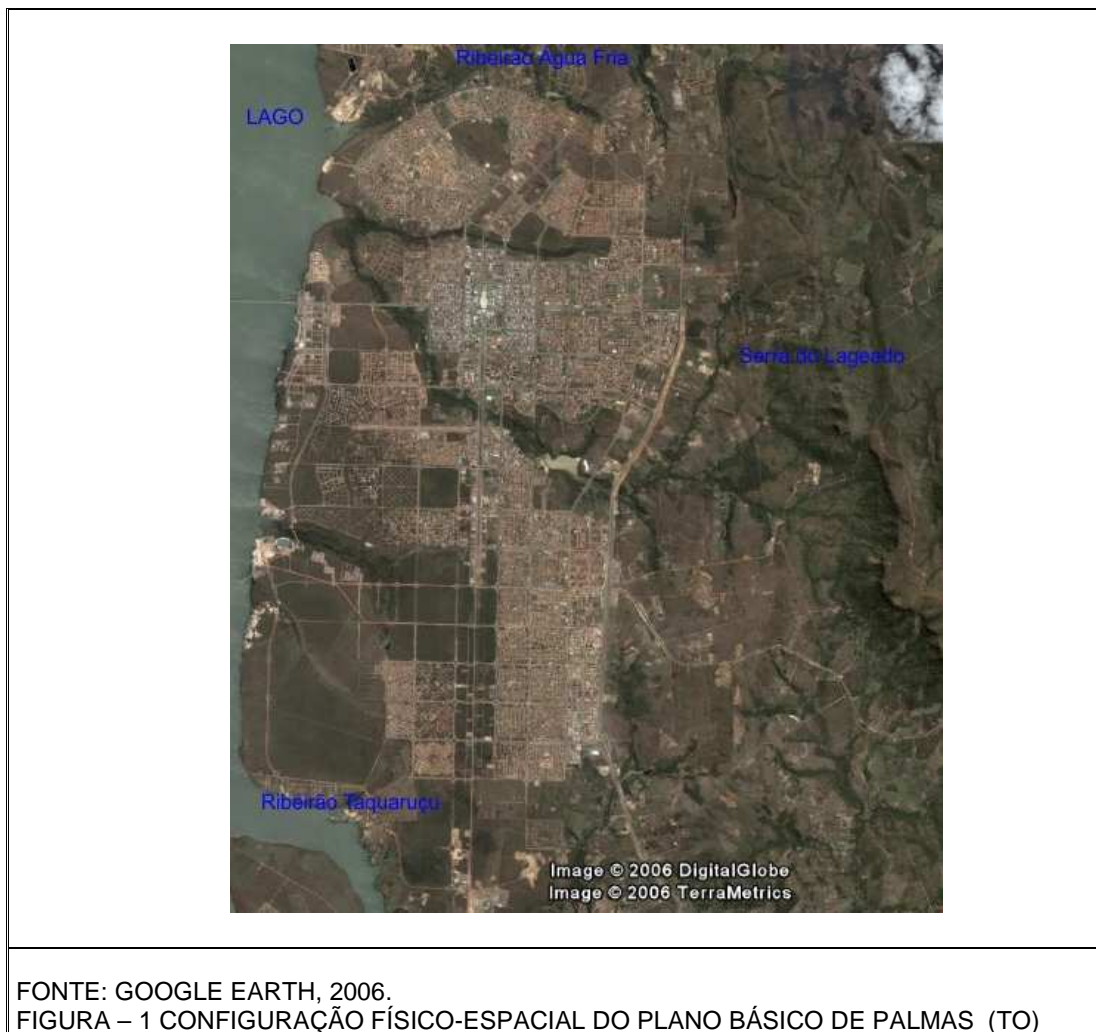 Ribeirão Água Fria
LAGO
Serra do Lageado
Ribeirão Taquaruçu
Image © 2006 DigitalGlobe
Image © 2006 TerraMetrics
FONTE: GOOGLE EARTH, 2006.
FIGURA – 1 CONFIGURAÇÃO FÍSICO-ESPACIAL DO PLANO BÁSICO DE PALMAS (TO)